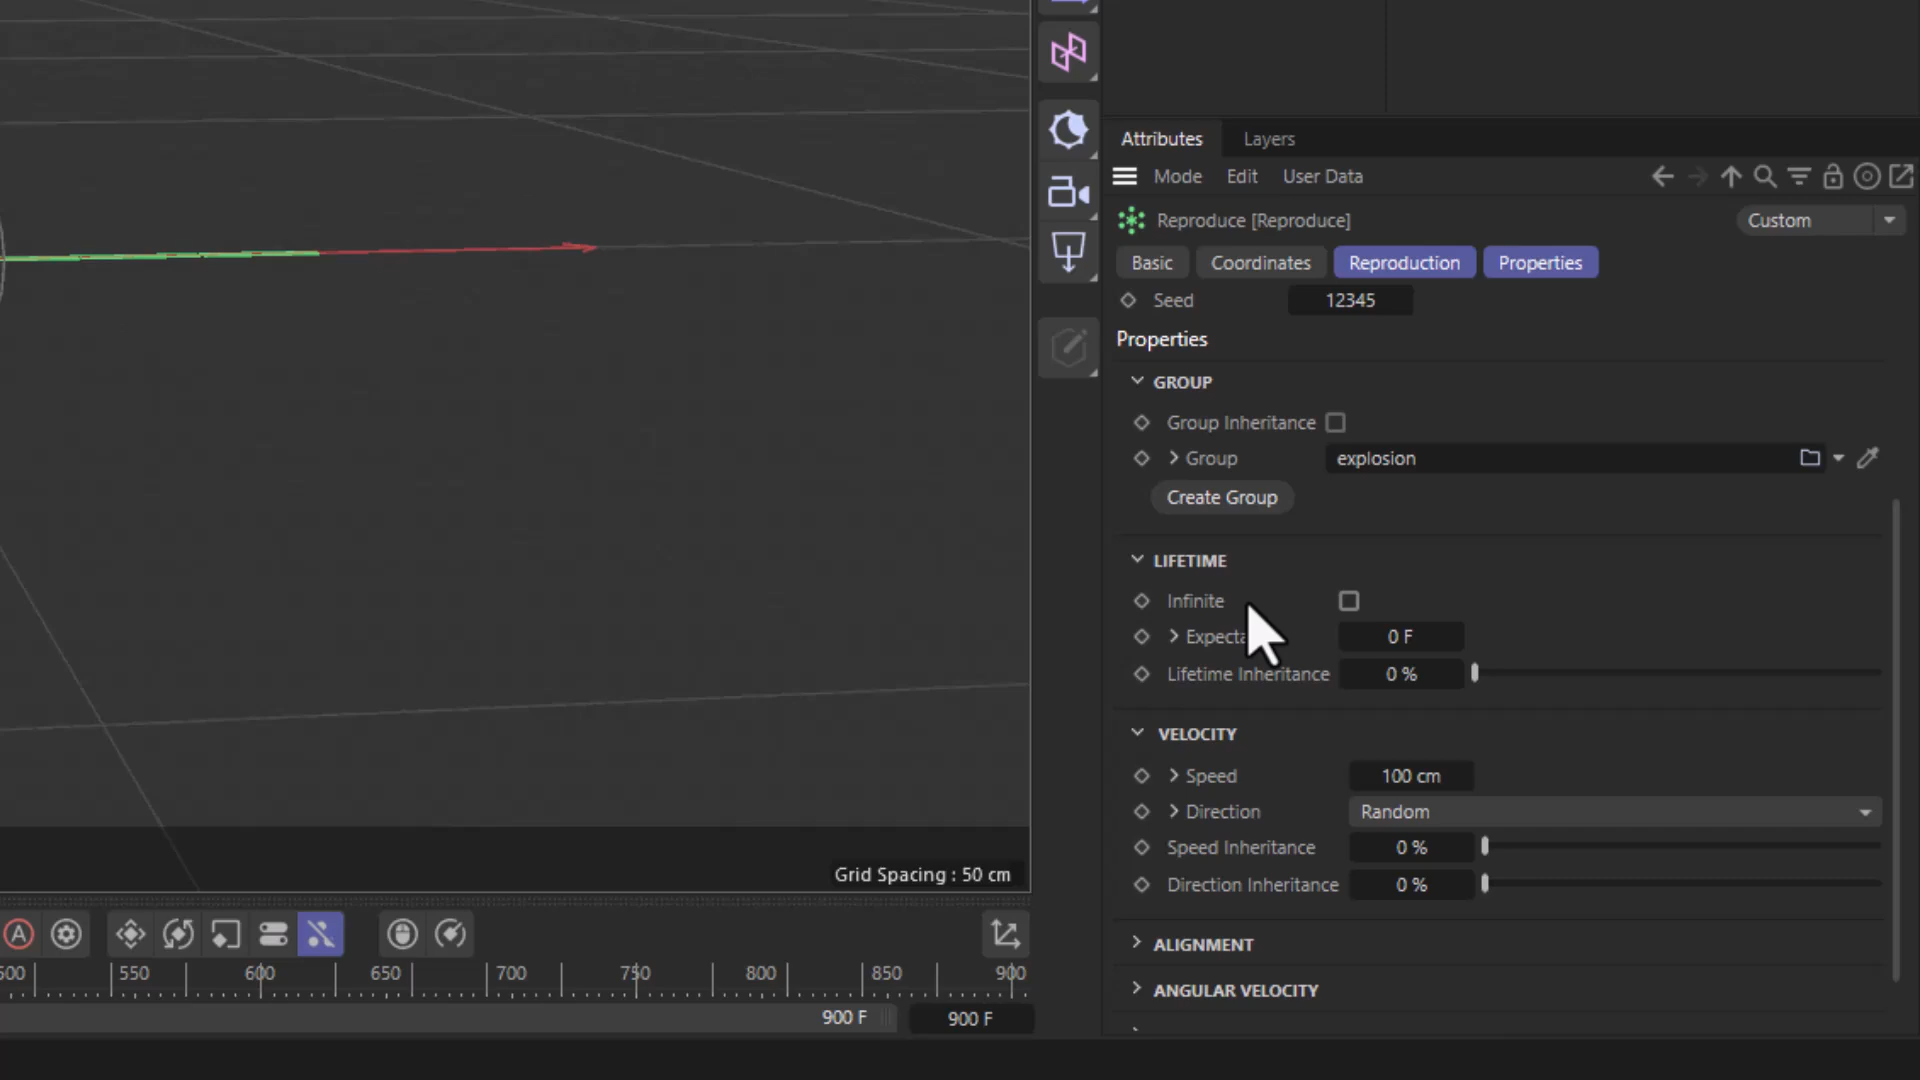 Attributes Layers
Mode Edit User Data
Reproduce [Reproduce] Custom
Basic Coordinates Reproduction Properties
Seed 12345
Properties
GROUP
Group Inheritance
Group explosion
Create Group
LIFETIME
Infinite
0 F
Lifetime Inheritance 0 %
VELOCITY
Speed 100 cm
Direction Random
Speed Inheritance 0 %
Direction Inheritance 0 %
ALIGNMENT
ANGULAR VELOCITY
Grid Spacing : 50 cm
A
550 600 650 700 750 800 850 900
900 F 900 F